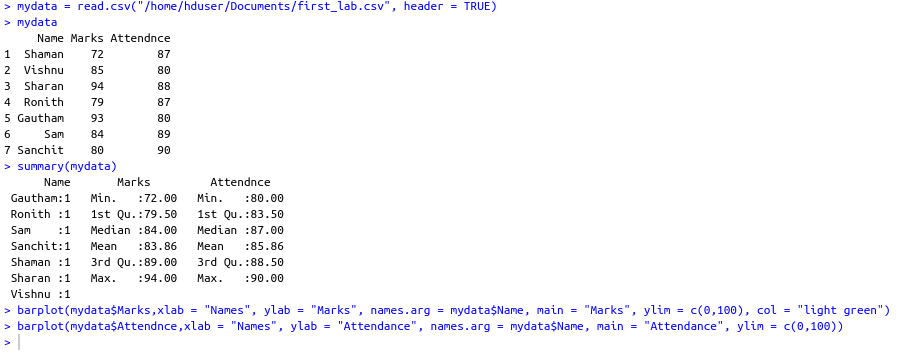 > mydata = read.csv("/home/hduser/Documents/first_lab.csv", header = TRUE)
> mydata
     Name Marks Attendnce
1  Shaman    72        87
2  Vishnu    85        80
3  Sharan    94        88
4  Ronith    79        87
5 Gautham    93        80
6     Sam    84        89
7 Sanchit    80        90
> summary(mydata)
      Name       Marks         Attendnce
 Gautham:1   Min.   :72.00   Min.   :80.00
 Ronith :1   1st Qu.:79.50   1st Qu.:83.50
 Sam    :1   Median :84.00   Median :87.00
 Sanchit:1   Mean   :83.86   Mean   :85.86
 Shaman :1   3rd Qu.:89.00   3rd Qu.:88.50
 Sharan :1   Max.   :94.00   Max.   :90.00
 Vishnu :1
> barplot(mydata$Marks,xlab = "Names", ylab = "Marks", names.arg = mydata$Name, main = "Marks", ylim = c(0,100), col = "light green")
> barplot(mydata$Attendnce,xlab = "Names", ylab = "Attendance", names.arg = mydata$Name, main = "Attendance", ylim = c(0,100))
>